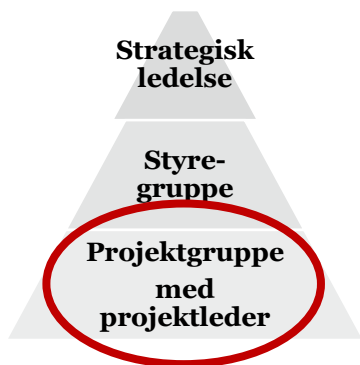 Strategisk
ledelse
Styre-
gruppe
Projektgruppe
med
projektleder